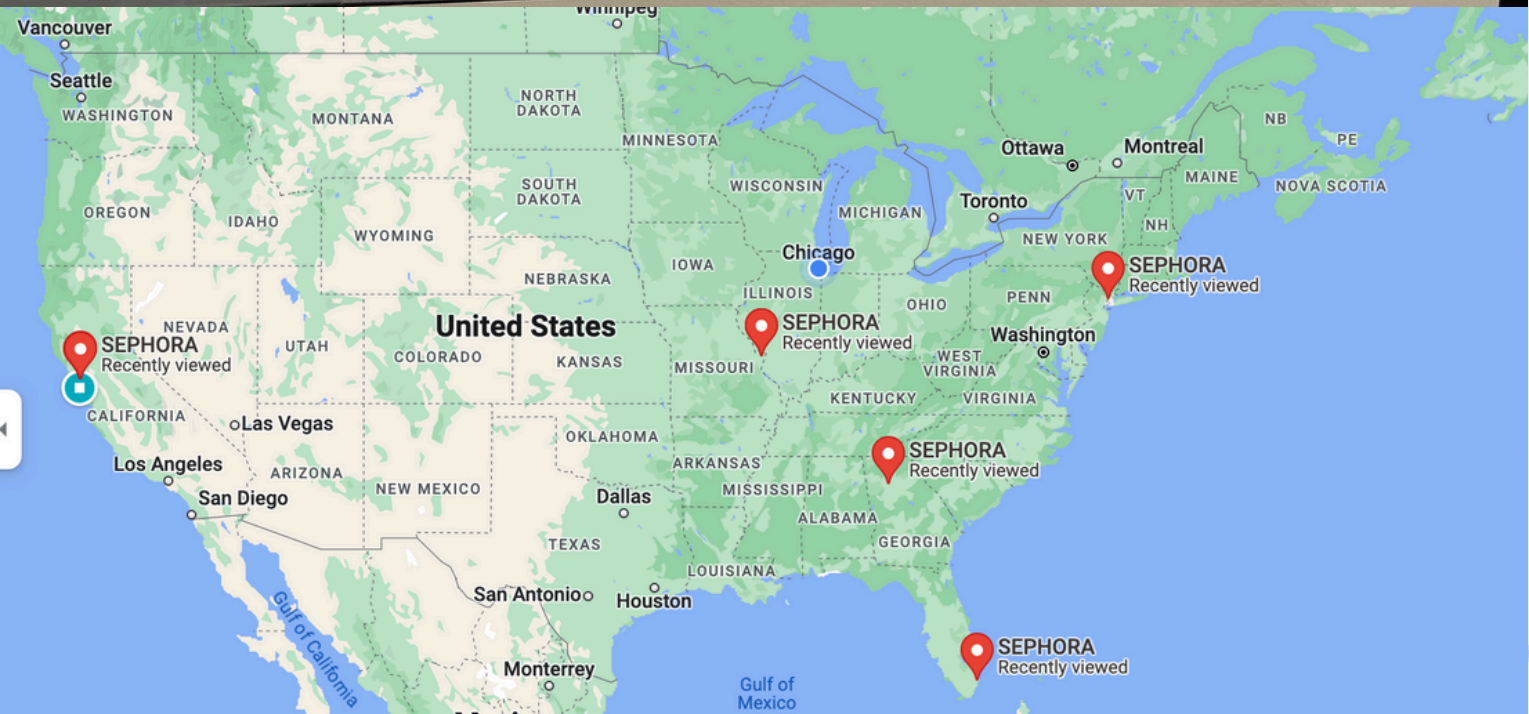 Winnipeg
Vancouver
Seattle
WASHINGTON
NORTH
DAKOTA
MONTANA
MINNESOTA
NB
PE
Ottawa
Montreal
MAINE
NOVA SCOTIA
SOUTH
DAKOTA
WISCONSIN
MICHIGAN
Toronto
VT
NH
OREGON
IDAHO
WYOMING
NEW YORK
Chicago
IOWA
NEBRASKA
ILLINOIS
OHIO
PENN
SEPHORA
Recently viewed
United States
NEVADA
UTAH
COLORADO
KANSAS
MISSOURI
SEPHORA
Recently viewed
Washington
WEST
VIRGINIA
SEPHORA
Recently viewed
CALIFORNIA
KENTUCKY
VIRGINIA
Las Vegas
OKLAHOMA
Los Angeles
ARIZONA
NEW MEXICO
ARKANSAS
SEPHORA
Recently viewed
San Diego
Dallas
MISSISSIPPI
ALABAMA
TEXAS
GEORGIA
LOUISIANA
San Antonio
Houston
Gulf of California
Monterrey
Gulf of
Mexico
SEPHORA
Recently viewed